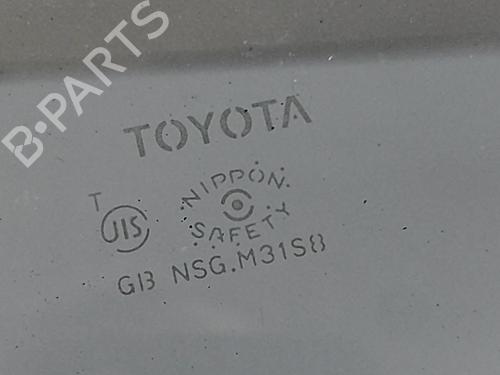 B-PARTS
TOYOTA
T
JIS
NIPPON
SAFETY
GB NSG.M31S8